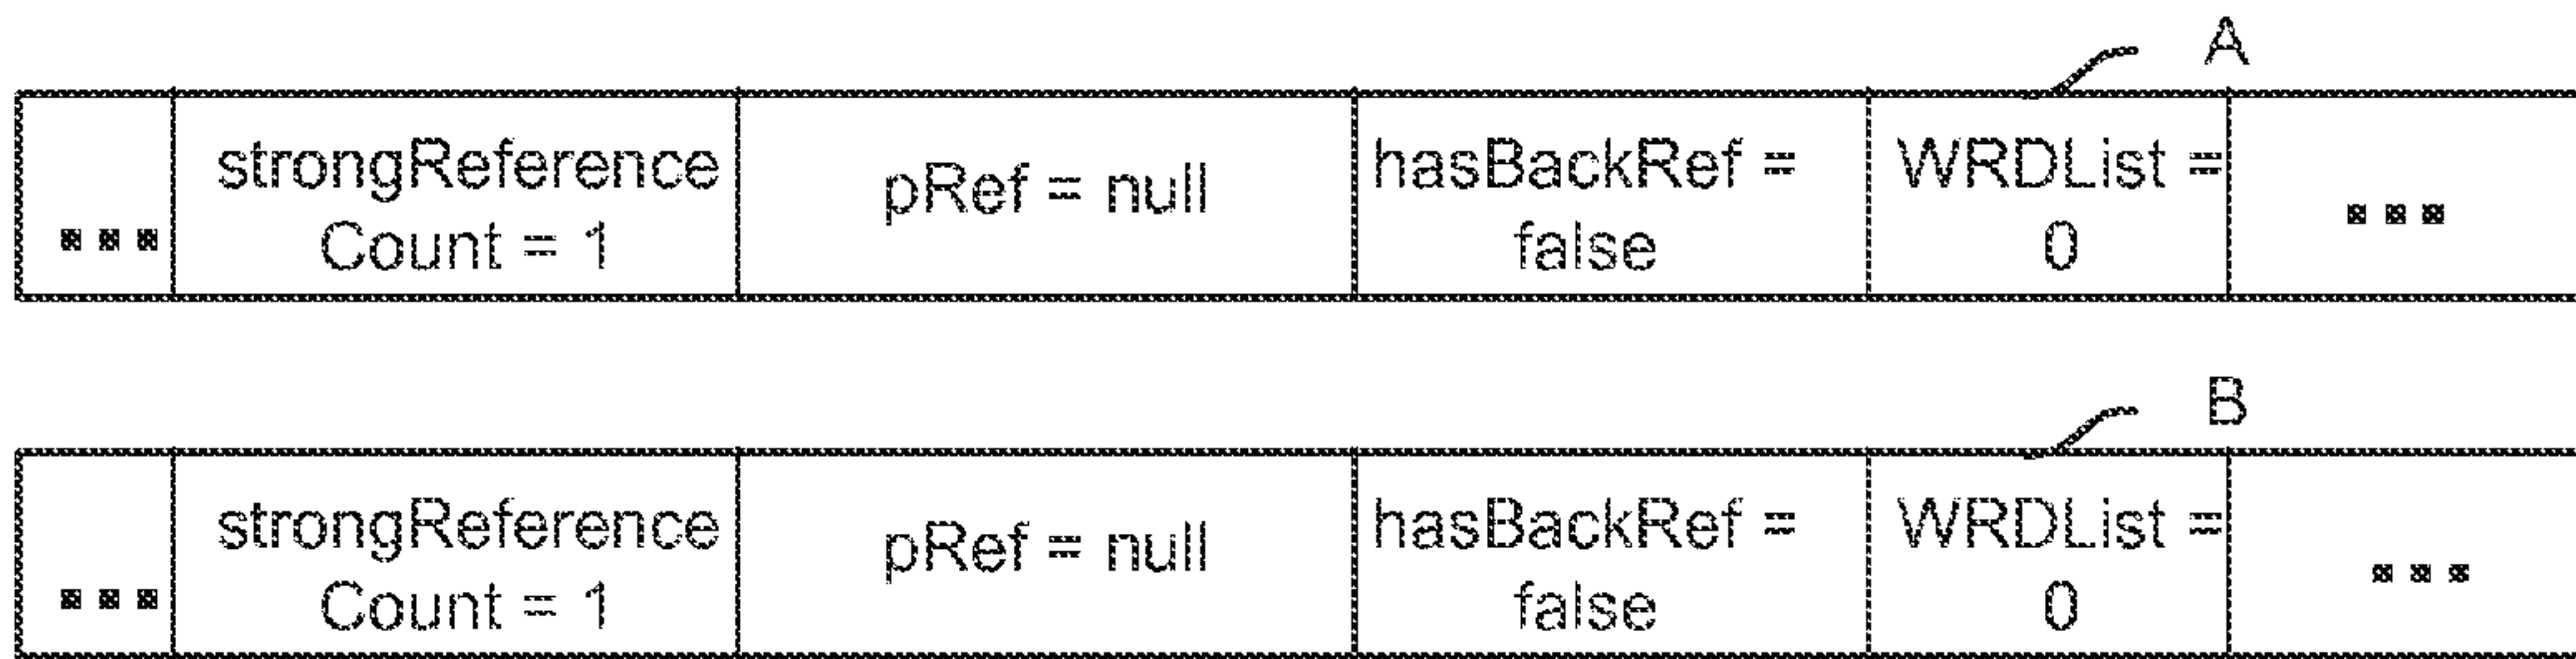 A
... strongReference Count = 1 pRef = null hasBackRef = false WRDList = 0 ...
B
... strongReference Count = 1 pRef = null hasBackRef = false WRDList = 0 ...